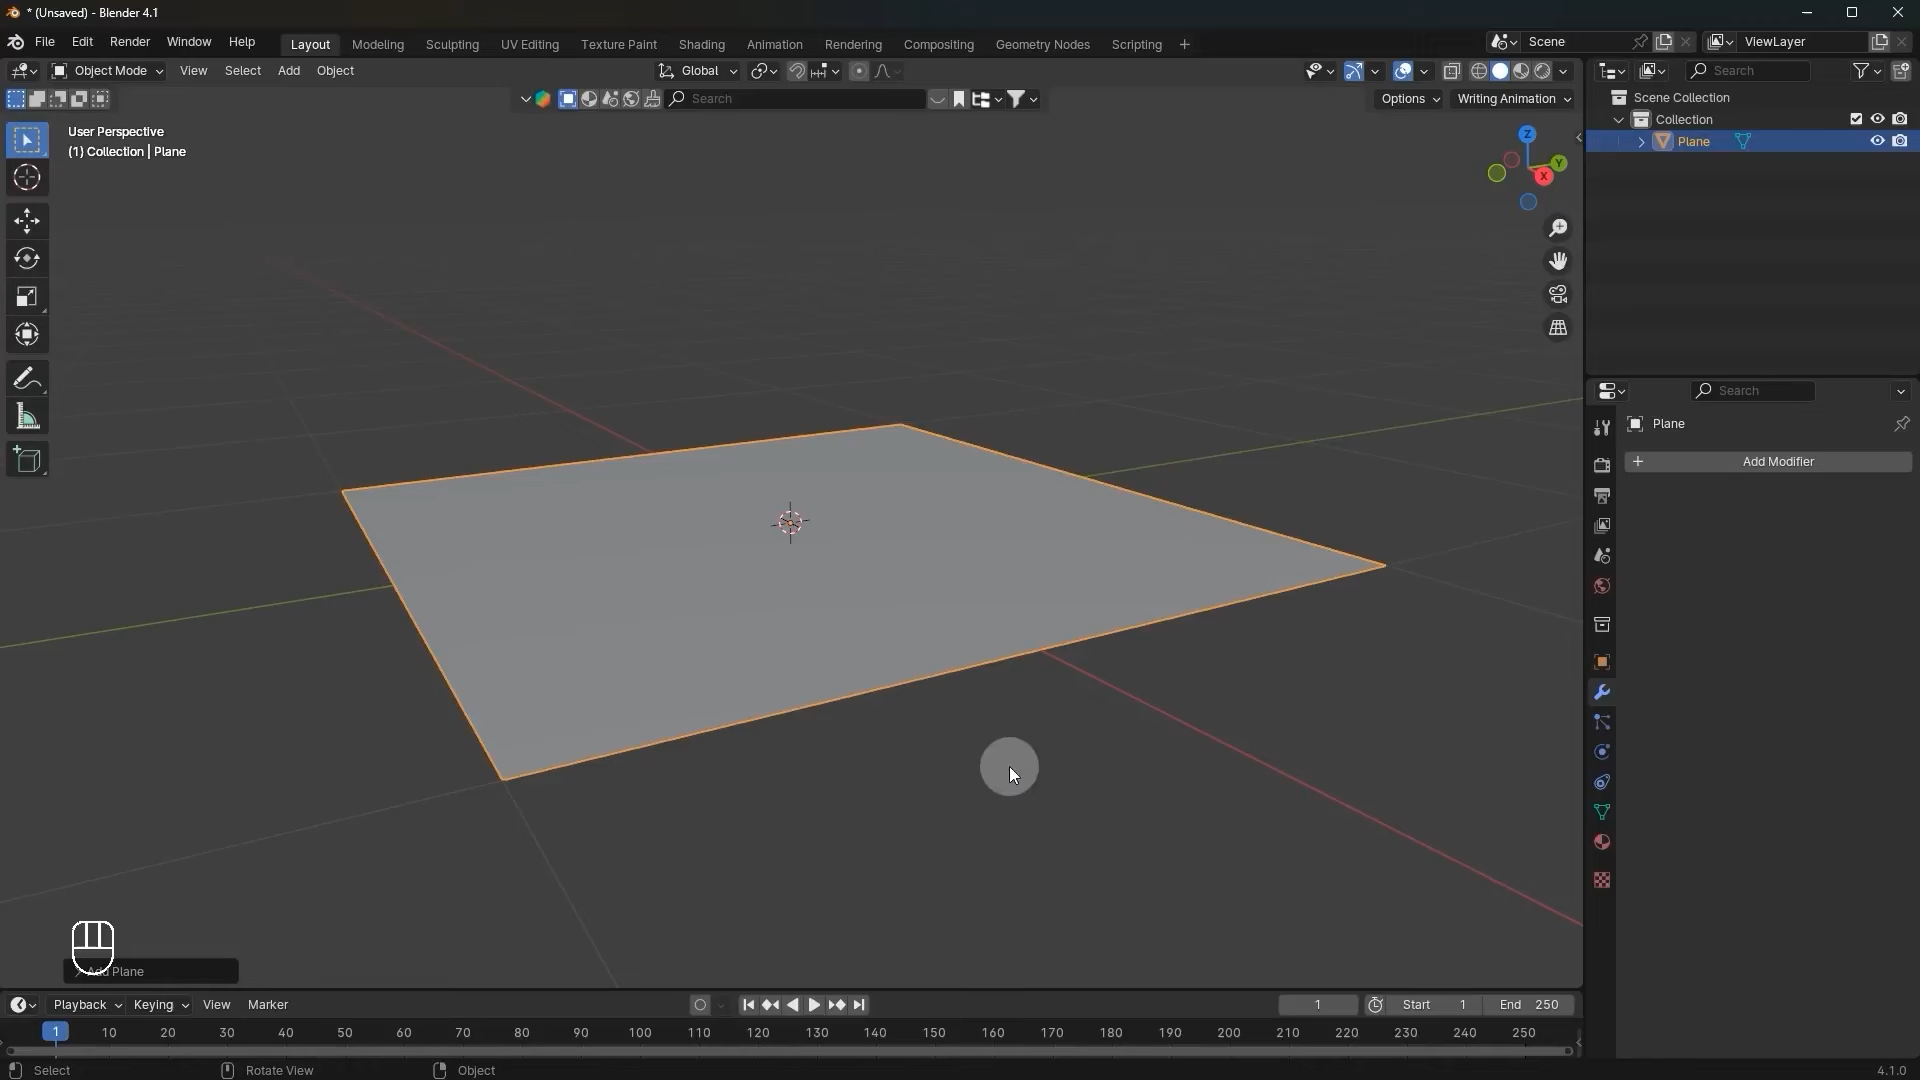 * (Unsaved) - Blender 4.1
File Edit Render Window Help Layout Modeling Sculpting UV Editing Texture Paint Shading Animation Rendering Compositing Geometry Nodes Scripting + Scene ViewLayer
Object Mode View Select Add Object Global Search
Search Options Writing Animation
Scene Collection
Collection
Plane
User Perspective
(1) Collection | Plane
Z
Y
X
Search
Plane
+ Add Modifier
Add Plane
Playback Keying View Marker 1 Start 1 End 250
1 10 20 30 40 50 60 70 80 90 100 110 120 130 140 150 160 170 180 190 200 210 220 230 240 250
Select Rotate View Object 4.1.0